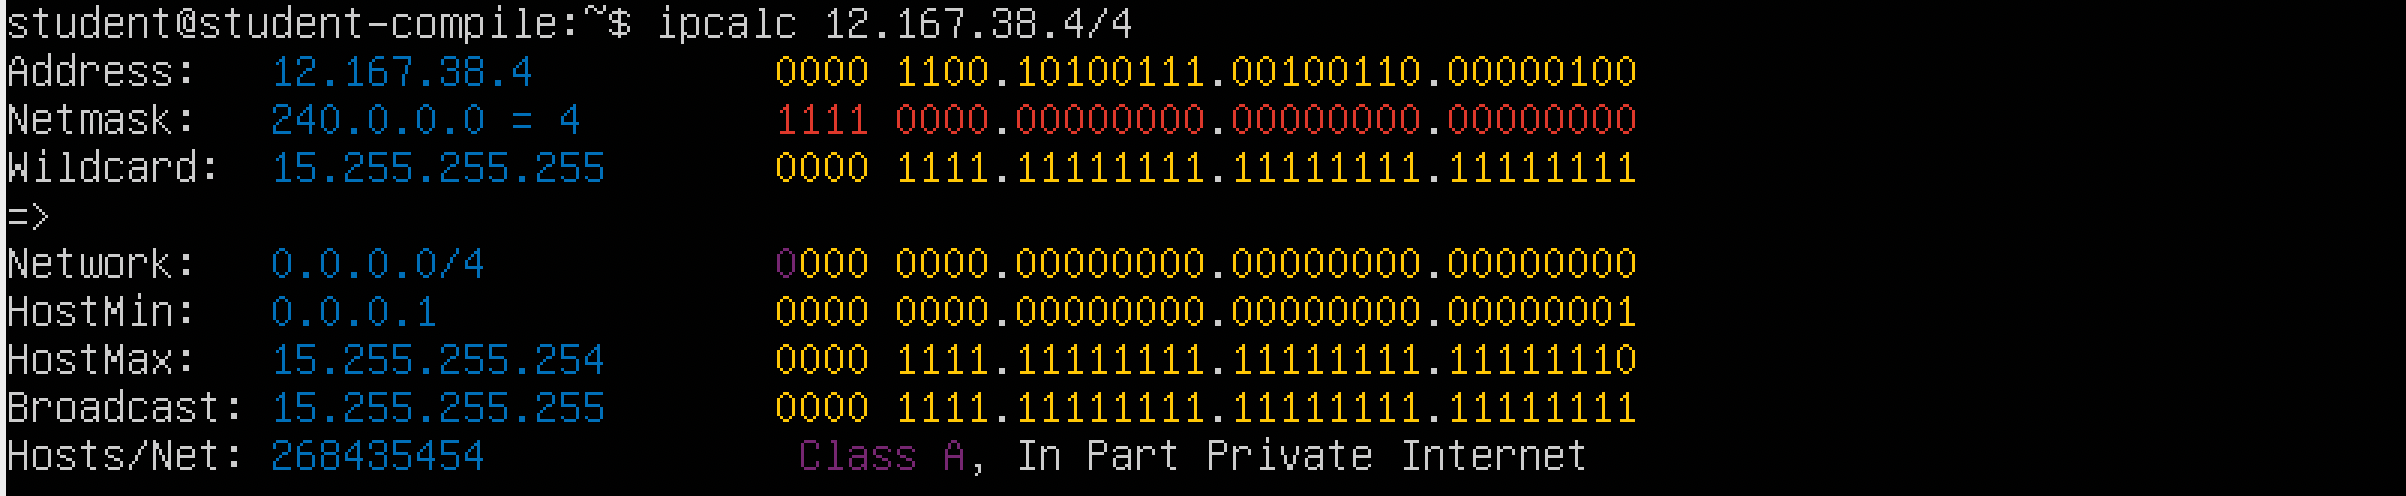 student@student-compile:~$ ipcalc 12.167.38.4/4
Address:   12.167.38.4          0000 1100.10100111.00100110.00000100
Netmask:   240.0.0.0 = 4        1111 0000.00000000.00000000.00000000
Wildcard:  15.255.255.255       0000 1111.11111111.11111111.11111111
=>
Network:   0.0.0.0/4            0000 0000.00000000.00000000.00000000
HostMin:   0.0.0.1              0000 0000.00000000.00000000.00000001
HostMax:   15.255.255.254       0000 1111.11111111.11111111.11111110
Broadcast: 15.255.255.255       0000 1111.11111111.11111111.11111111
Hosts/Net: 268435454             Class A, In Part Private Internet